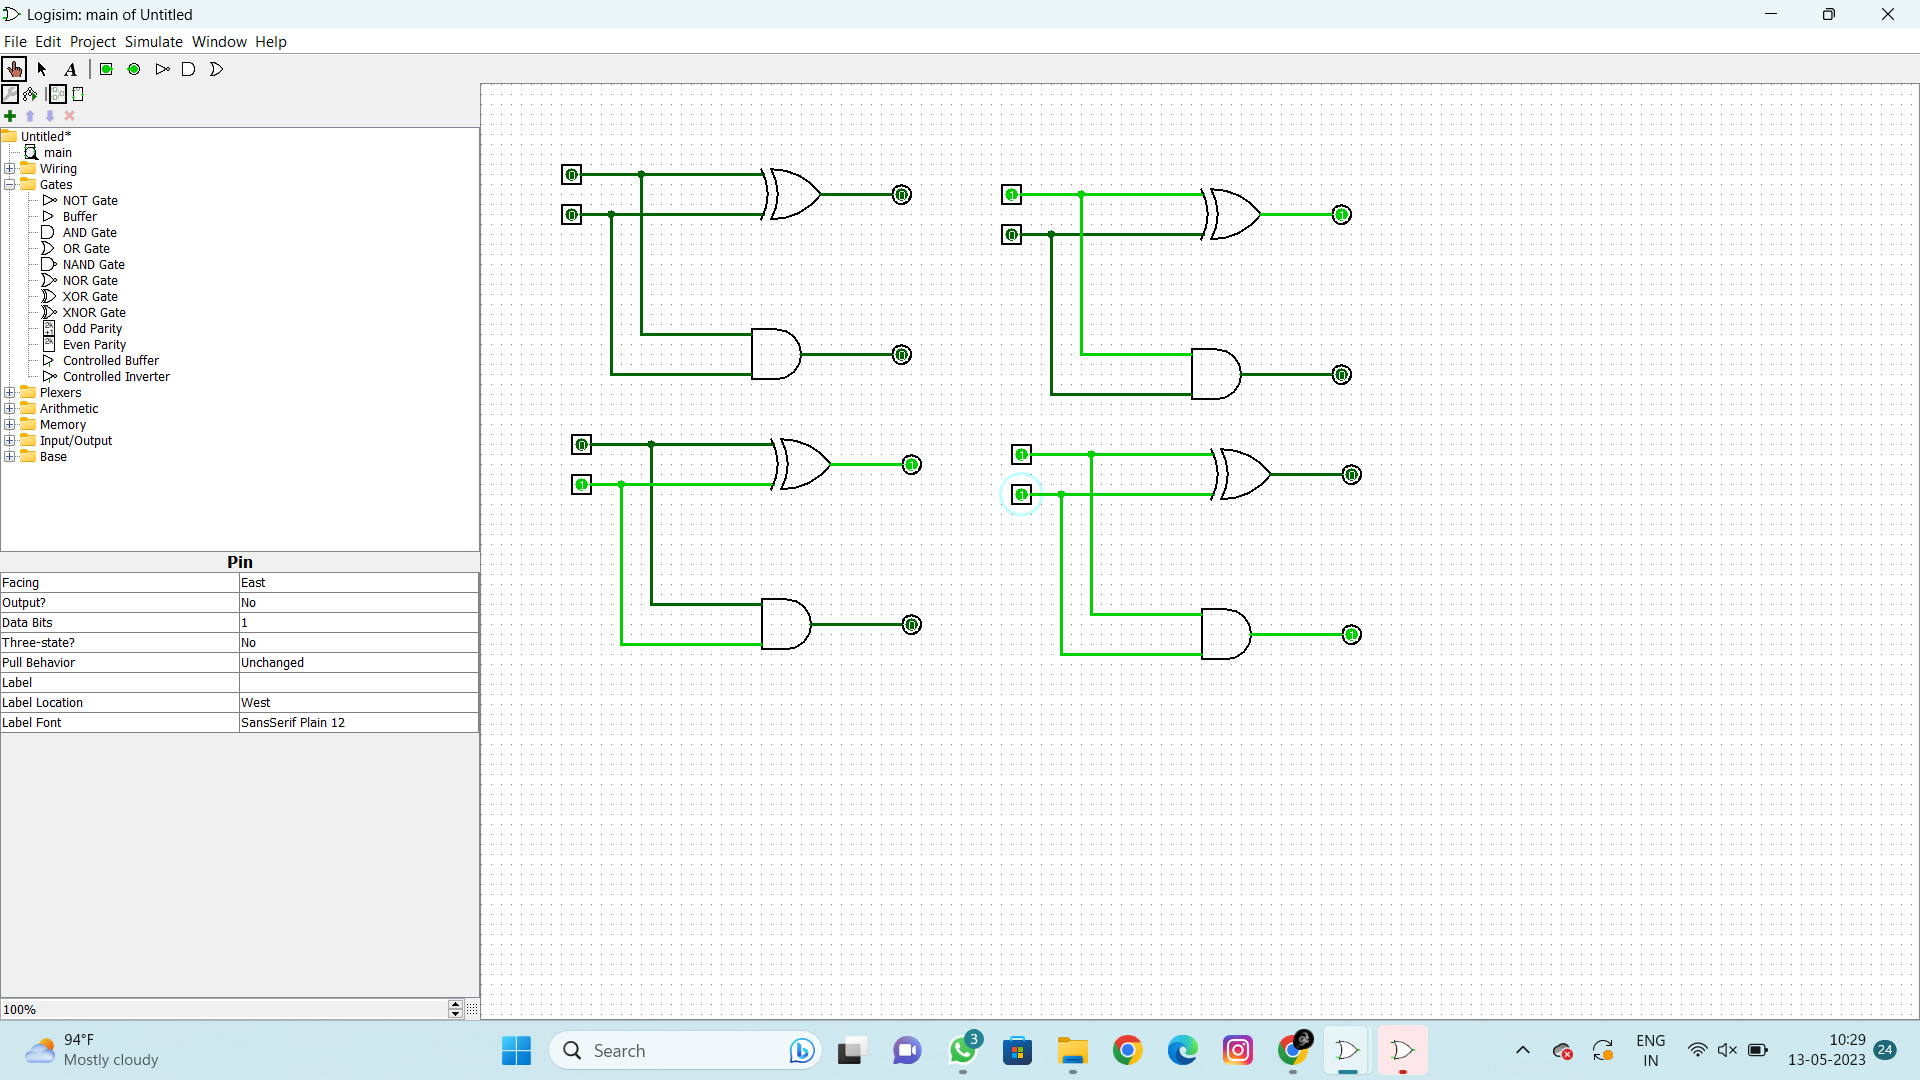 Logisim: main of Untitled
File Edit Project Simulate Window Help
A
Untitled*
main
Wiring
Gates
NOT Gate
Buffer
AND Gate
OR Gate
NAND Gate
NOR Gate
XOR Gate
XNOR Gate
Odd Parity
Even Parity
Controlled Buffer
Controlled Inverter
Plexers
Arithmetic
Memory
Input/Output
Base
0 0
0
1 1
0
0 0
0 1
1 1
1 0
0 1
Pin
Facing East
Output? No
Data Bits 1
Three-state? No
Pull Behavior Unchanged
Label
Label Location West
Label Font SansSerif Plain 12
100%
94°F
Mostly cloudy
Search
3
ENG
IN
10:29
13-05-2023
24